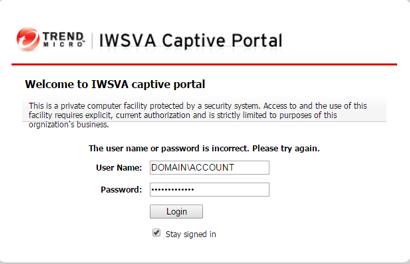 TREND MICRO | IWSVA Captive Portal
Welcome to IWSVA captive portal
This is a private computer facility protected by a security system. Access to and the use of this
facility requires explicit, current authorization and is strictly limited to purposes of this
orgnization's business.
The user name or password is incorrect. Please try again.
User Name: DOMAIN\ACCOUNT
Password: •••••••••••••
Login
Stay signed in